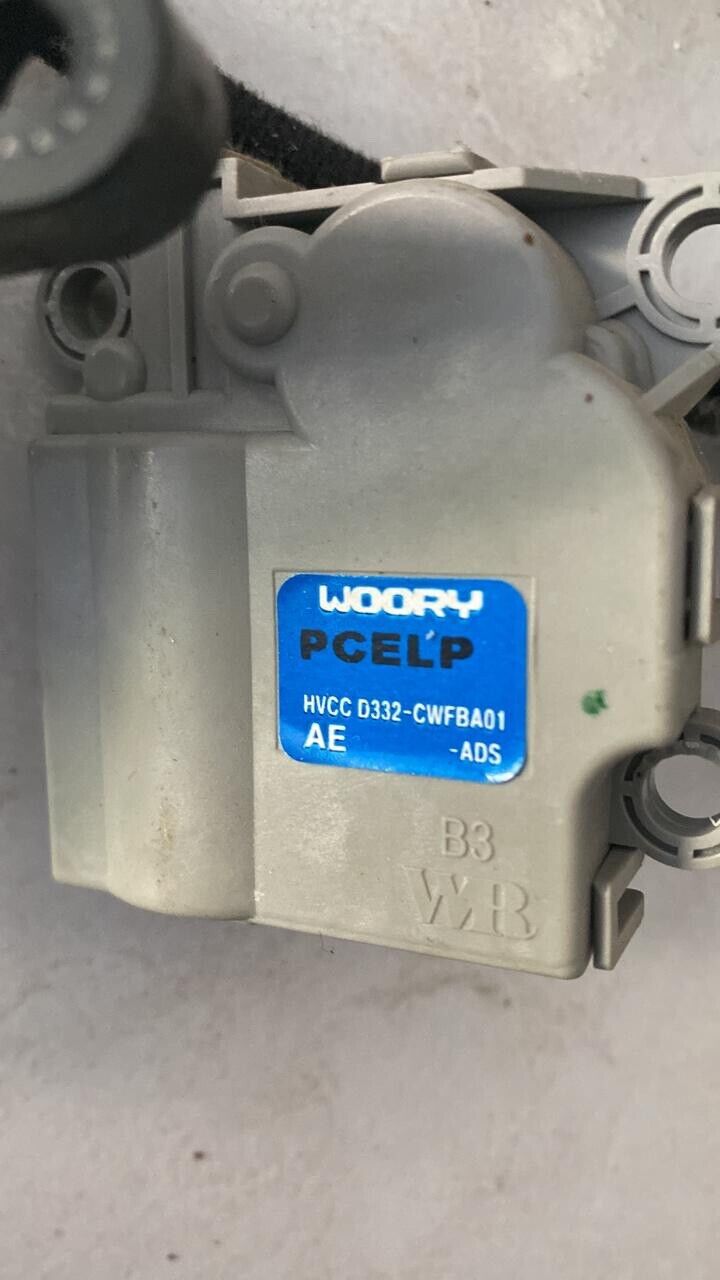 WOORY
PCELP
HVCC D332-CWFBA01
AE -ADS
B3
WR